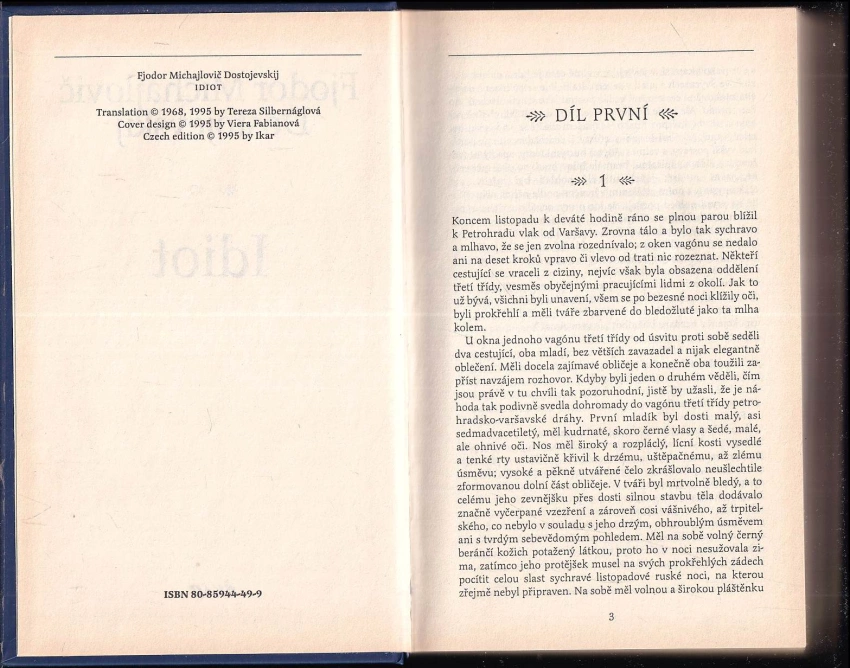 Fjodor Michajlovič Dostojevskij
IDIOT
Translation © 1968, 1995 by Tereza Silbernáglová
Cover design © 1995 by Viera Fabianová
Czech edition © 1995 by Ikar
ISBN 80-85944-49-9
DÍL PRVNÍ
1
Koncem listopadu k deváté hodině ráno se plnou parou blížil
k Petrohradu vlak od Varšavy. Zrovna tálo a bylo tak sychravo
a mlhavo, že se jen zvolna rozednívalo; z oken vagónu se nedalo
ani na deset kroků vpravo či vlevo od trati nic rozeznat. Někteří
cestující se vraceli z ciziny, nejvíc však byla obsazena oddělení
třetí třídy, vesměs obyčejnými pracujícími lidmi z okolí. Jak to
už bývá, všichni byli unavení, všem se po bezesné noci klížily oči,
byli prokřehlí a měli tváře zbarvené do bledožluté jako ta mlha
kolem.
U okna jednoho vagónu třetí třídy od úsvitu proti sobě seděli
dva cestující, oba mladí, bez větších zavazadel a nijak elegantně
oblečení. Měli docela zajímavé obličeje a konečně oba toužili za-
příst navzájem rozhovor. Kdyby byli jeden o druhém věděli, čím
jsou právě v tu chvíli tak pozoruhodní, jistě by užasli, že je ná-
hoda tak podivně svedla dohromady do vagónu třetí třídy petro-
hradsko-varšavské dráhy. První mladík byl dosti malý, asi
sedmadvacetiletý, měl kudrnaté, skoro černé vlasy a šedé, malé,
ale ohnivé oči. Nos měl široký a rozpláclý, lícní kosti vysedlé
a tenké rty ustavičně křivil k drzému, uštěpačnému, až zlému
úsměvu; vysoké a pěkně utvářené čelo zkrášlovalo neušlechtile
zformovanou dolní část obličeje. V tváři byl mrtvolně bledý, a to
celému jeho zevnějšku přes dosti silnou stavbu těla dodávalo
značně vyčerpané vzezření a zároveň cosi vášnivého, až trpitel-
ského, co nebylo v souladu s jeho drzým, obhroublým úsměvem
ani s tvrdým sebevědomým pohledem. Měl na sobě volný černý
beránčí kožich potažený látkou, proto ho v noci nesužovala zi-
ma, zatímco jeho protějšek musel na svých prokřehlých zádech
pocítit celou slast sychravé listopadové ruské noci, na kterou
zřejmě nebyl připraven. Na sobě měl volnou a širokou pláštěnku
3